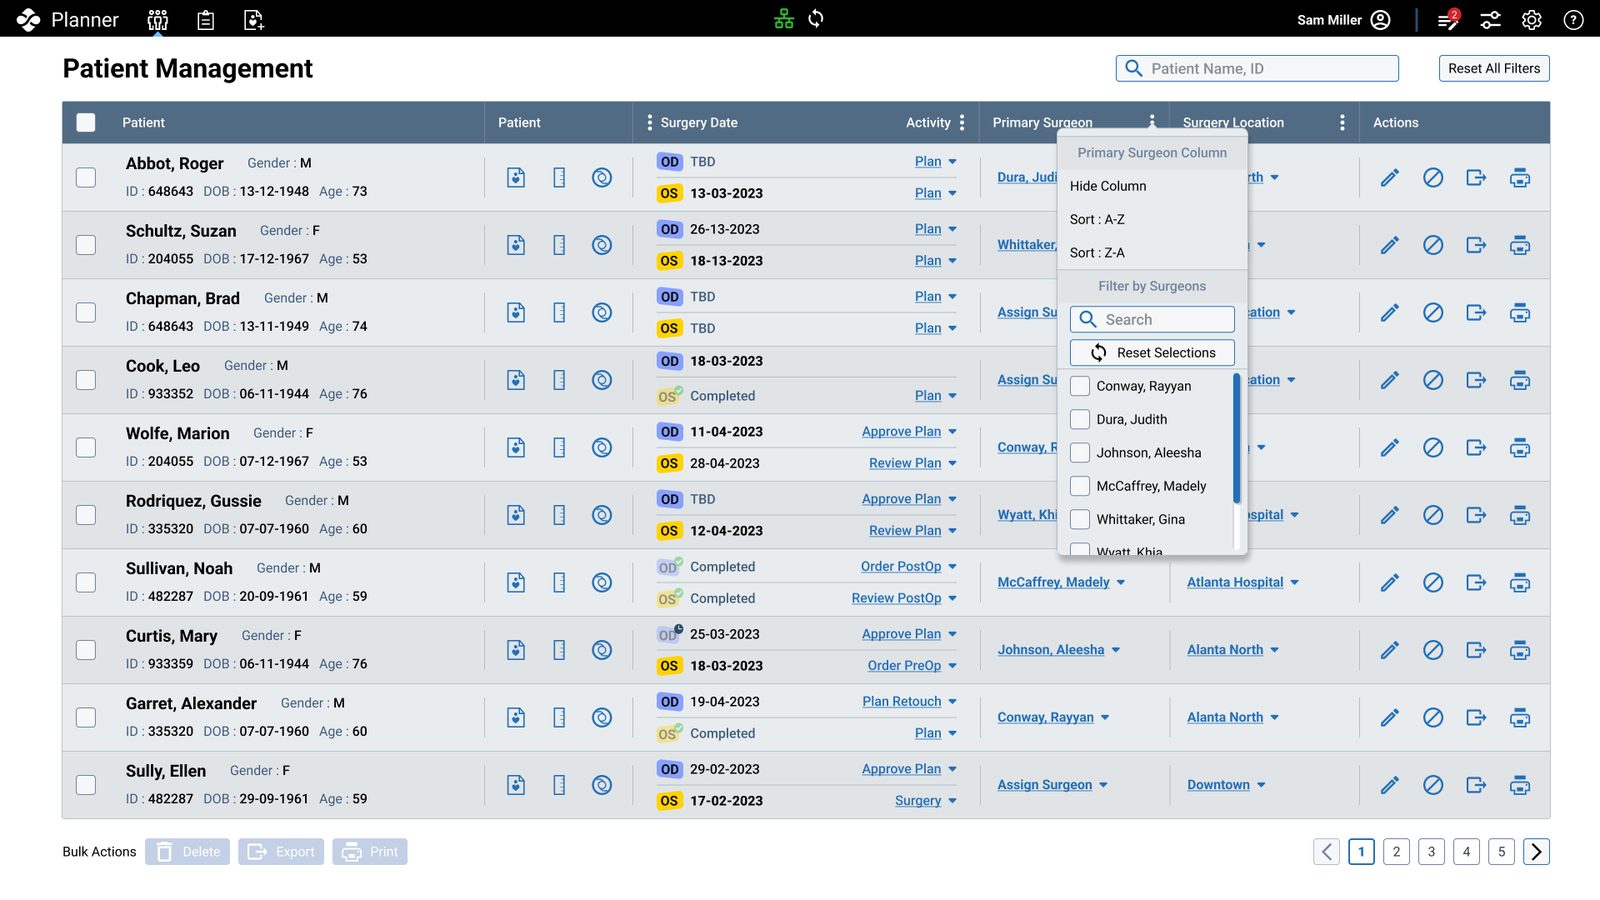 Planner
Sam Miller
2
Patient Management
Patient Name, ID
Reset All Filters
Patient Patient Surgery Date Activity Primary Surgeon Surgery Location Actions
Abbot, Roger Gender : M
ID : 648643 DOB : 13-12-1948 Age : 73
OD TBD Plan
OS 13-03-2023 Plan
Dura, Judi
rth
Schultz, Suzan Gender : F
ID : 204055 DOB : 17-12-1967 Age : 53
OD 26-13-2023 Plan
OS 18-13-2023 Plan
Whittaker,
Chapman, Brad Gender : M
ID : 648643 DOB : 13-11-1949 Age : 74
OD TBD Plan
OS TBD Plan
Assign Su
cation
Cook, Leo Gender : M
ID : 933352 DOB : 06-11-1944 Age : 76
OD 18-03-2023
OS Completed Plan
Assign Su
cation
Wolfe, Marion Gender : F
ID : 204055 DOB : 07-12-1967 Age : 53
OD 11-04-2023 Approve Plan
OS 28-04-2023 Review Plan
Conway, R
Rodriquez, Gussie Gender : M
ID : 335320 DOB : 07-07-1960 Age : 60
OD TBD Approve Plan
OS 12-04-2023 Review Plan
Wyatt, Khi
spital
Sullivan, Noah Gender : M
ID : 482287 DOB : 20-09-1961 Age : 59
OD Completed Order PostOp
OS Completed Review PostOp
McCaffrey, Madely
Atlanta Hospital
Curtis, Mary Gender : F
ID : 933359 DOB : 06-11-1944 Age : 76
OD 25-03-2023 Approve Plan
OS 18-03-2023 Order PreOp
Johnson, Aleesha
Alanta North
Garret, Alexander Gender : M
ID : 335320 DOB : 07-07-1960 Age : 60
OD 19-04-2023 Plan Retouch
OS Completed Plan
Conway, Rayyan
Alanta North
Sully, Ellen Gender : F
ID : 482287 DOB : 29-09-1961 Age : 59
OD 29-02-2023 Approve Plan
OS 17-02-2023 Surgery
Assign Surgeon
Downtown
Primary Surgeon Column
Hide Column
Sort : A-Z
Sort : Z-A
Filter by Surgeons
Search
Reset Selections
Conway, Rayyan
Dura, Judith
Johnson, Aleesha
McCaffrey, Madely
Whittaker, Gina
Wyatt, Khia
Bulk Actions Delete Export Print
1 2 3 4 5